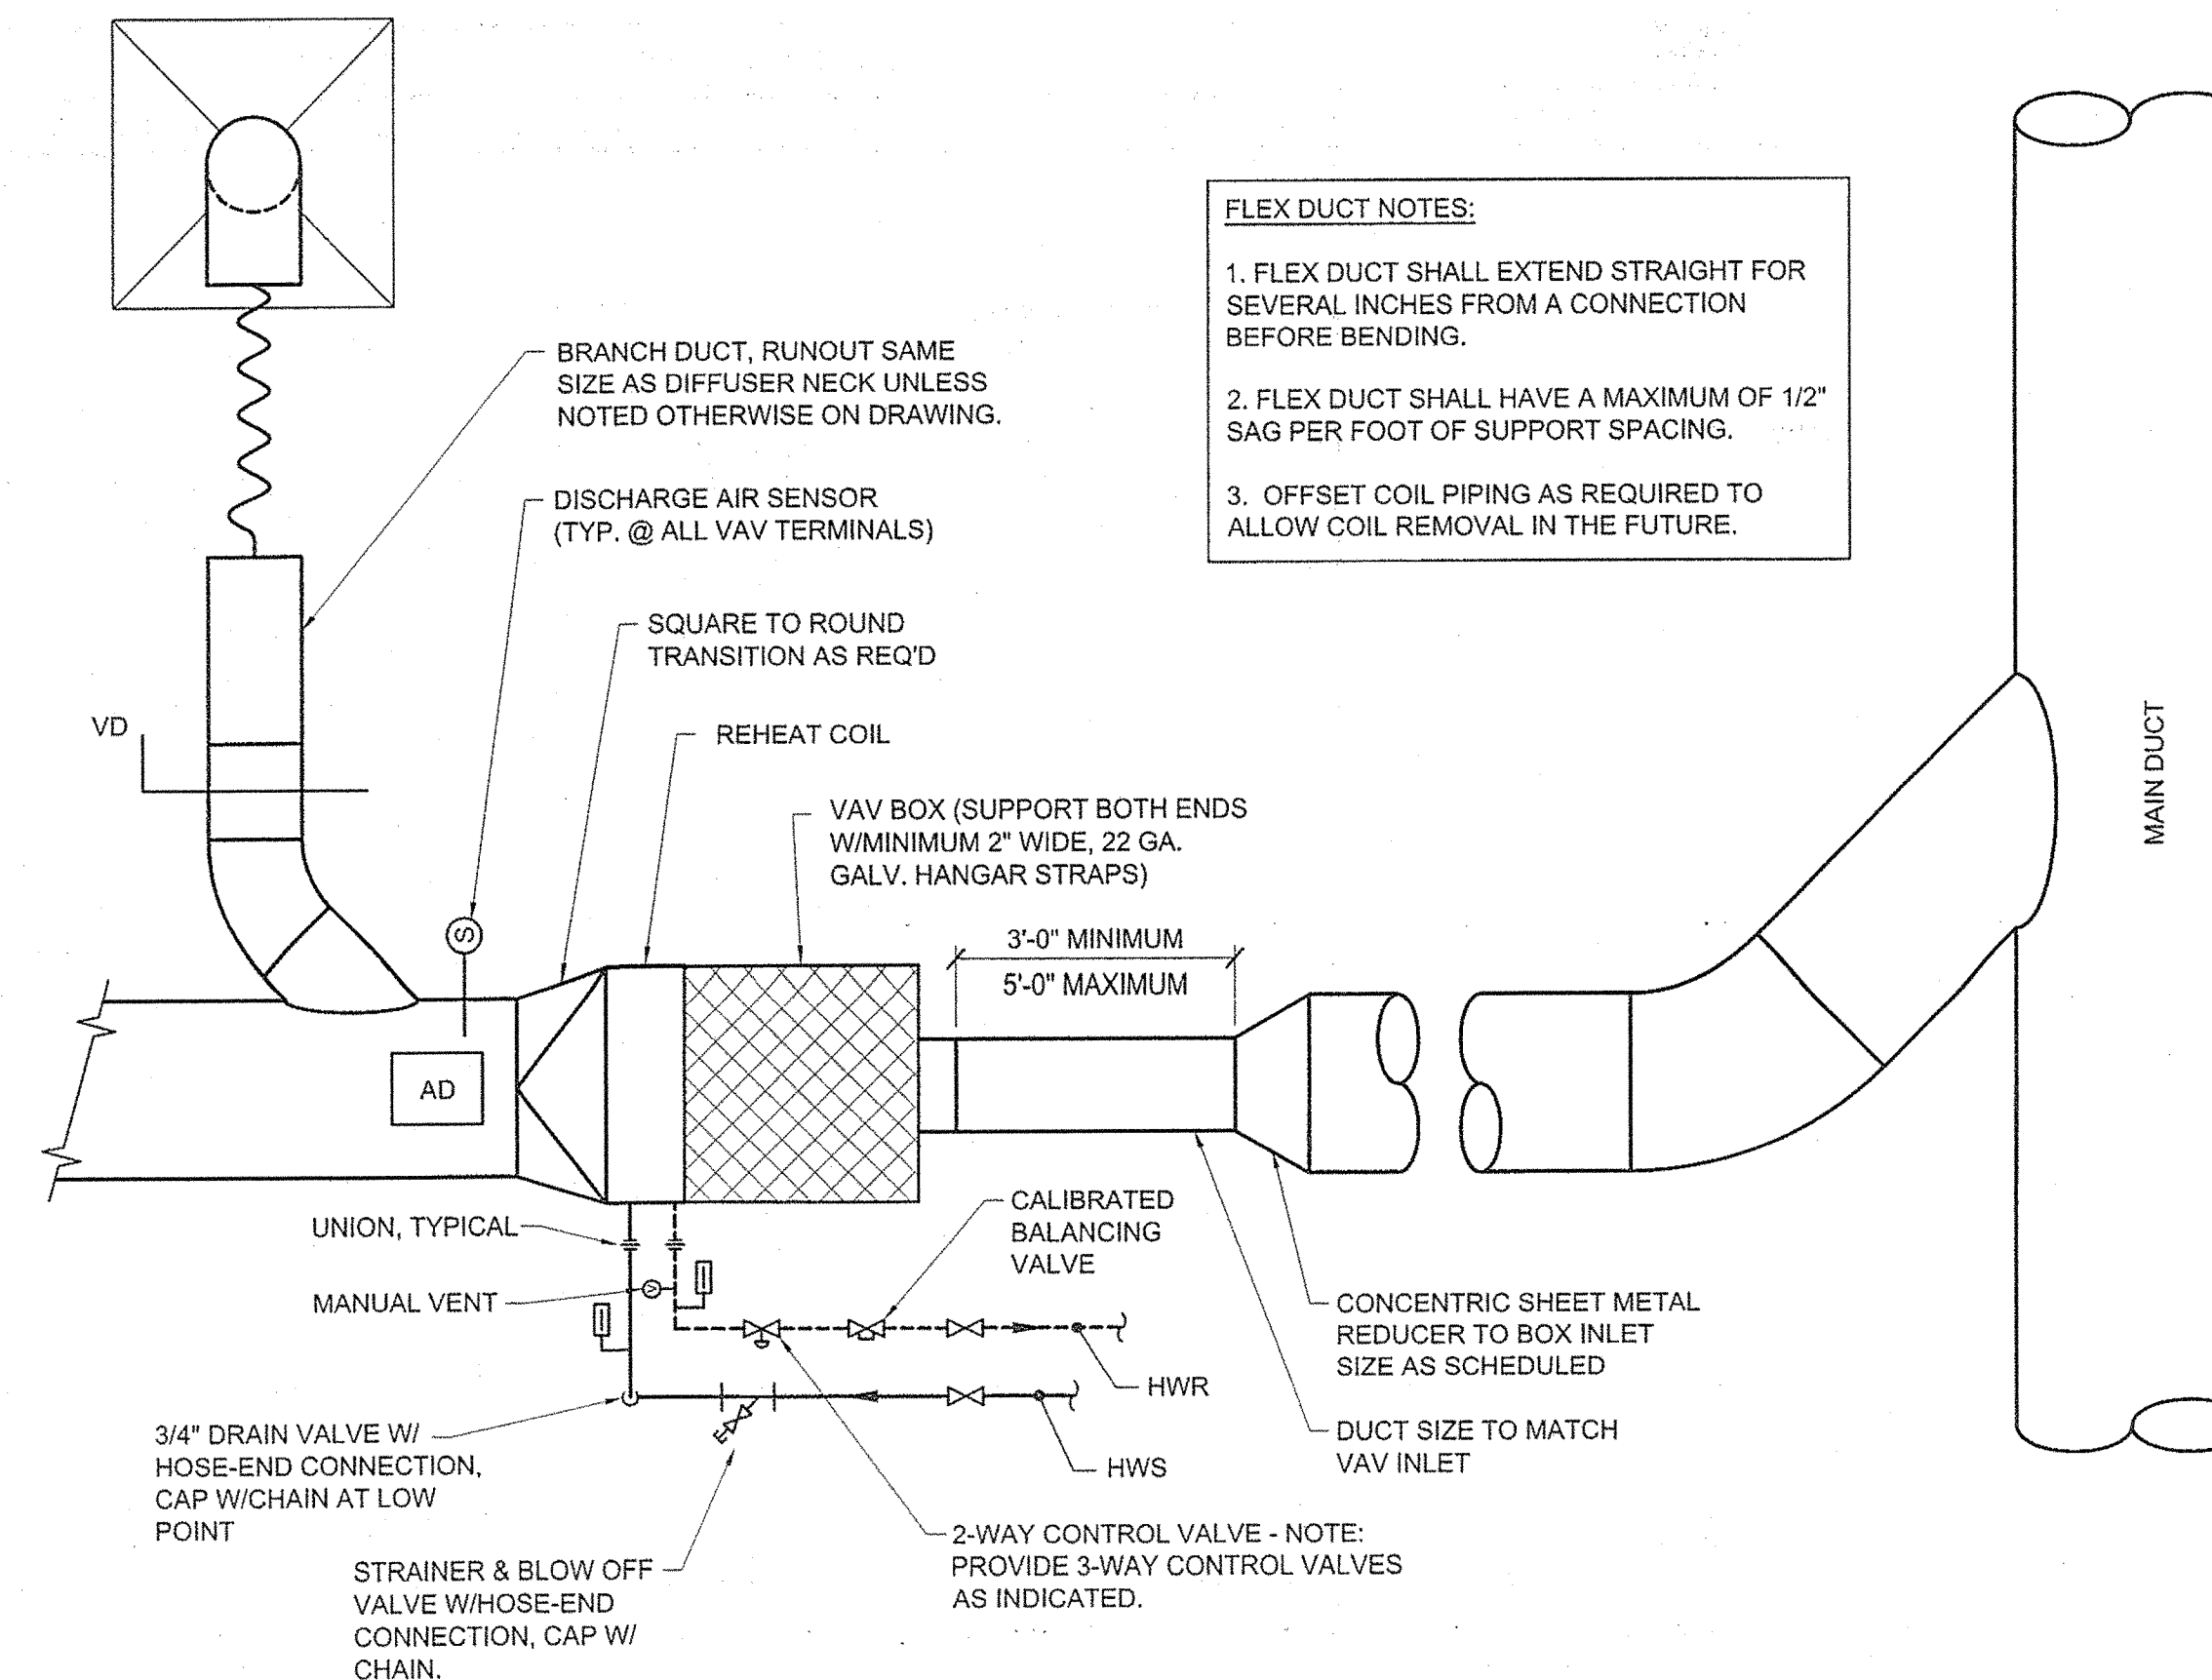 FLEX DUCT NOTES:
1. FLEX DUCT SHALL EXTEND STRAIGHT FOR
SEVERAL INCHES FROM A CONNECTION
BEFORE BENDING.
2. FLEX DUCT SHALL HAVE A MAXIMUM OF 1/2"
SAG PER FOOT OF SUPPORT SPACING.
3. OFFSET COIL PIPING AS REQUIRED TO
ALLOW COIL REMOVAL IN THE FUTURE.
BRANCH DUCT, RUNOUT SAME
SIZE AS DIFFUSER NECK UNLESS
NOTED OTHERWISE ON DRAWING.
DISCHARGE AIR SENSOR
(TYP. @ ALL VAV TERMINALS)
SQUARE TO ROUND
TRANSITION AS REQ'D
VD
REHEAT COIL
MAIN DUCT
VAV BOX (SUPPORT BOTH ENDS
W/MINIMUM 2" WIDE, 22 GA.
GALV. HANGAR STRAPS)
S
3'-0" MINIMUM
5'-0" MAXIMUM
AD
UNION, TYPICAL
CALIBRATED
BALANCING
VALVE
V
MANUAL VENT
CONCENTRIC SHEET METAL
REDUCER TO BOX INLET
SIZE AS SCHEDULED
HWR
DUCT SIZE TO MATCH
VAV INLET
HWS
3/4" DRAIN VALVE W/
HOSE-END CONNECTION,
CAP W/CHAIN AT LOW
POINT
2-WAY CONTROL VALVE - NOTE:
PROVIDE 3-WAY CONTROL VALVES
AS INDICATED.
STRAINER & BLOW OFF
VALVE W/HOSE-END
CONNECTION, CAP W/
CHAIN.